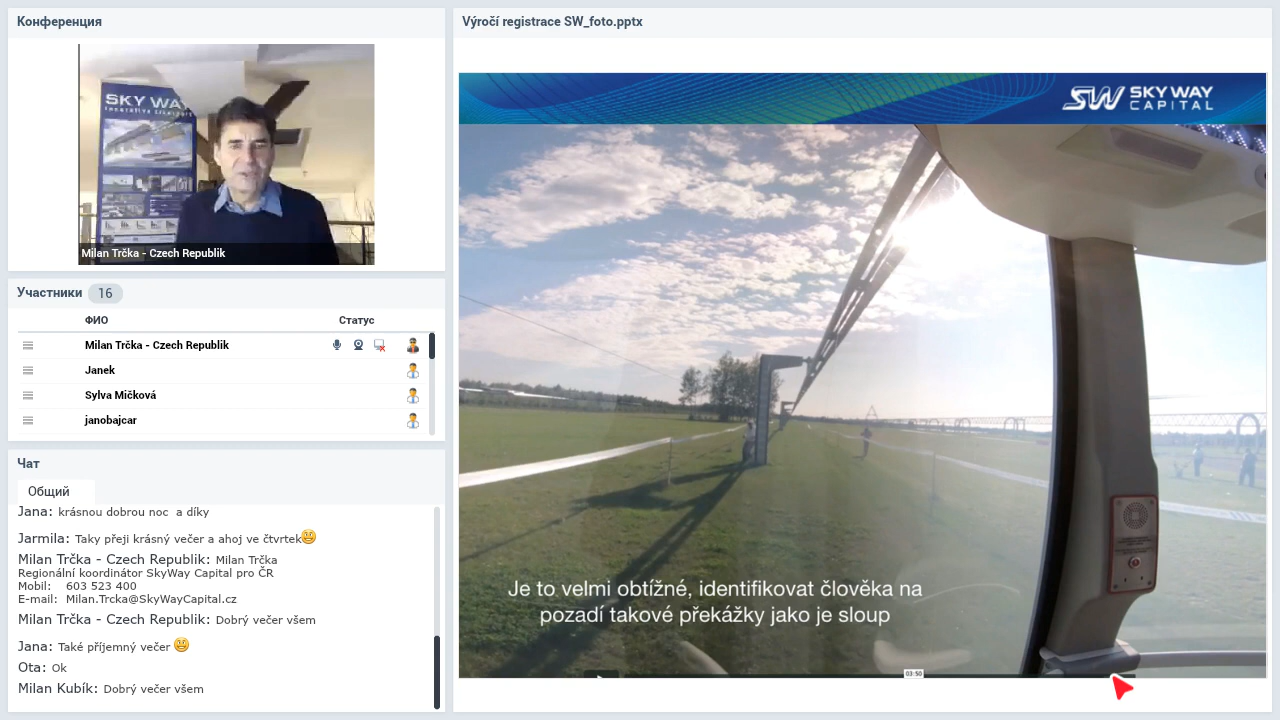 Конференция
SKY WA
Milan Trčka - Czech Republik
Участники 16
ФИО Статус
Milan Trčka - Czech Republik
Janek
Sylva Mičková
janobajcar
Чат
Общий
Jana: krásnou dobrou noc a díky
Jarmila: Taky přeji krásný večer a ahoj ve čtvrtek
Milan Trčka - Czech Republik: Milan Trčka
Regionální koordinátor SkyWay Capital pro ČR
Mobil: 603 523 400
E-mail: Milan.Trcka@SkyWayCapital.cz
Milan Trčka - Czech Republik: Dobrý večer všem
Jana: Také příjemný večer
Ota: Ok
Milan Kubík: Dobrý večer všem
Výročí registrace SW_foto.pptx
SW SKY WAY
CAPITAL
Je to velmi obtížné, identifikovat člověka na
pozadí takové překážky jako je sloup
03:50